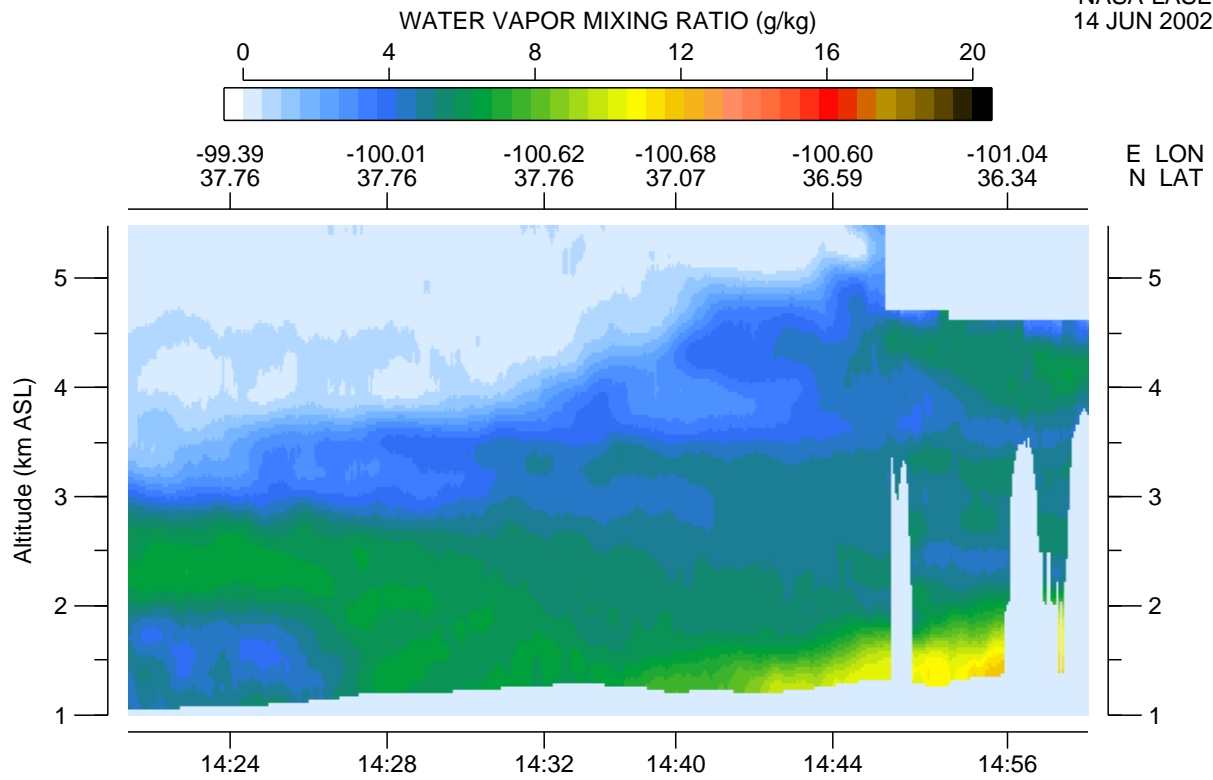 NASA LASE
WATER VAPOR MIXING RATIO (g/kg)
14 JUN 2002
0 4 8 12 16 20
-99.39 -100.01 -100.62 -100.68 -100.60 -101.04 E LON
37.76 37.76 37.76 37.07 36.59 36.34 N LAT
5 5
4 4
Altitude (km ASL)
3 3
2 2
1 1
14:24 14:28 14:32 14:40 14:44 14:56